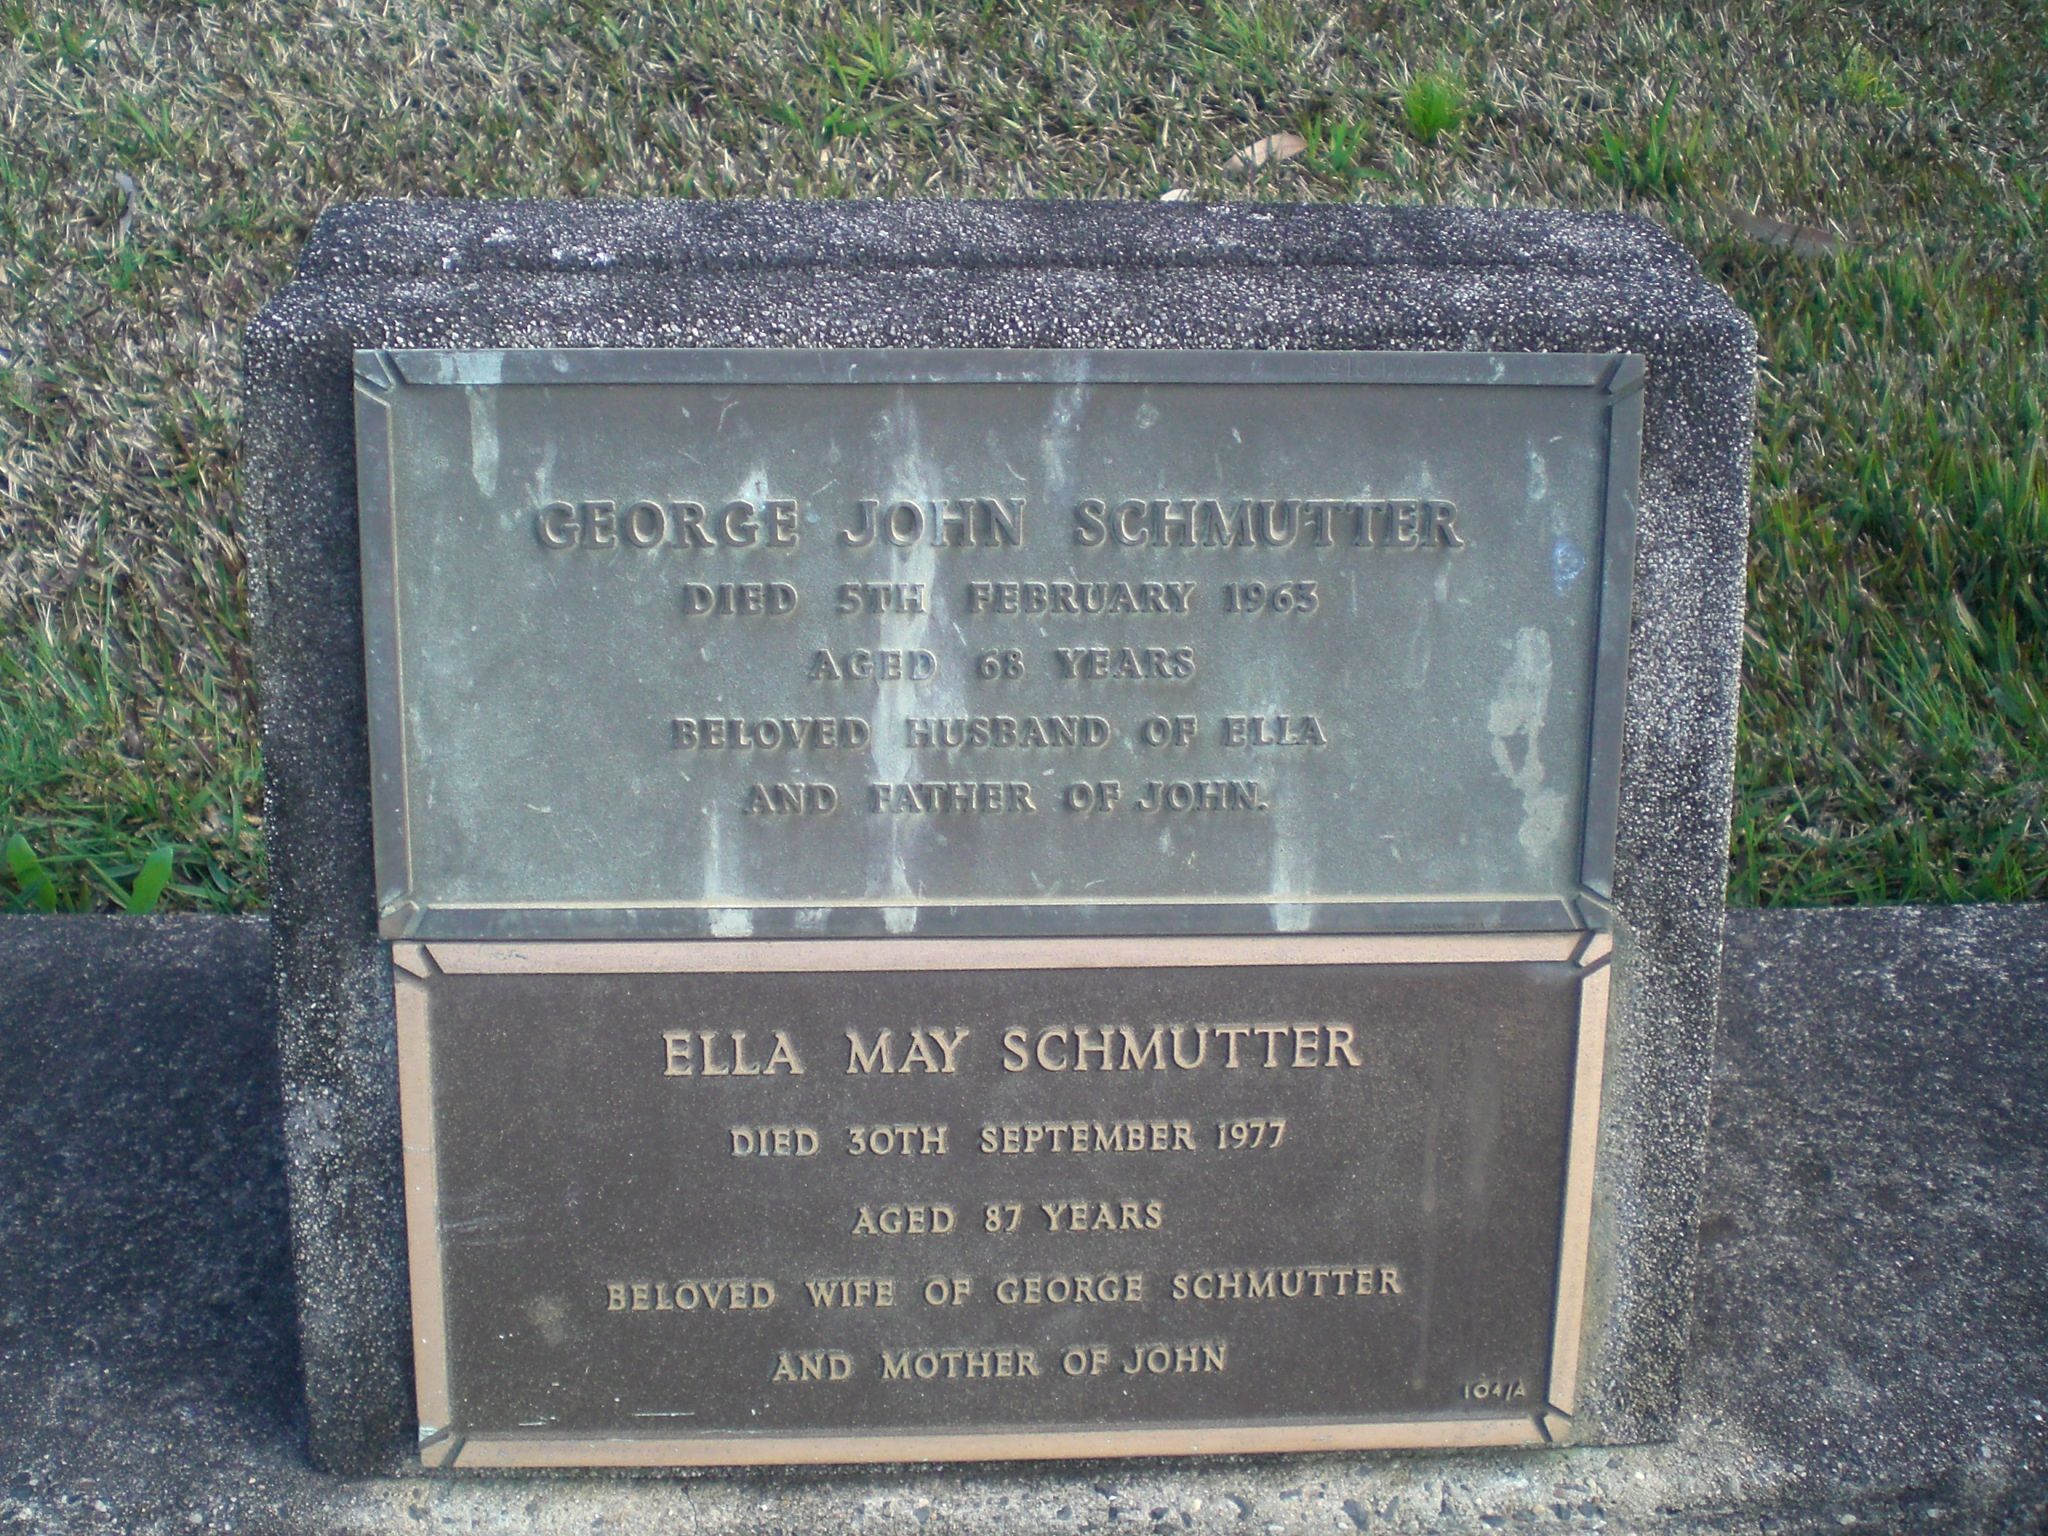 GEORGE JOHN SCHMUTTER
DIED 5TH FEBRUARY 1963
AGED 68 YEARS
BELOVED HUSBAND OF ELLA
AND FATHER OF JOHN.
ELLA MAY SCHMUTTER
DIED 30TH SEPTEMBER 1977
AGED 87 YEARS
BELOVED WIFE OF GEORGE SCHMUTTER
AND MOTHER OF JOHN
104/A